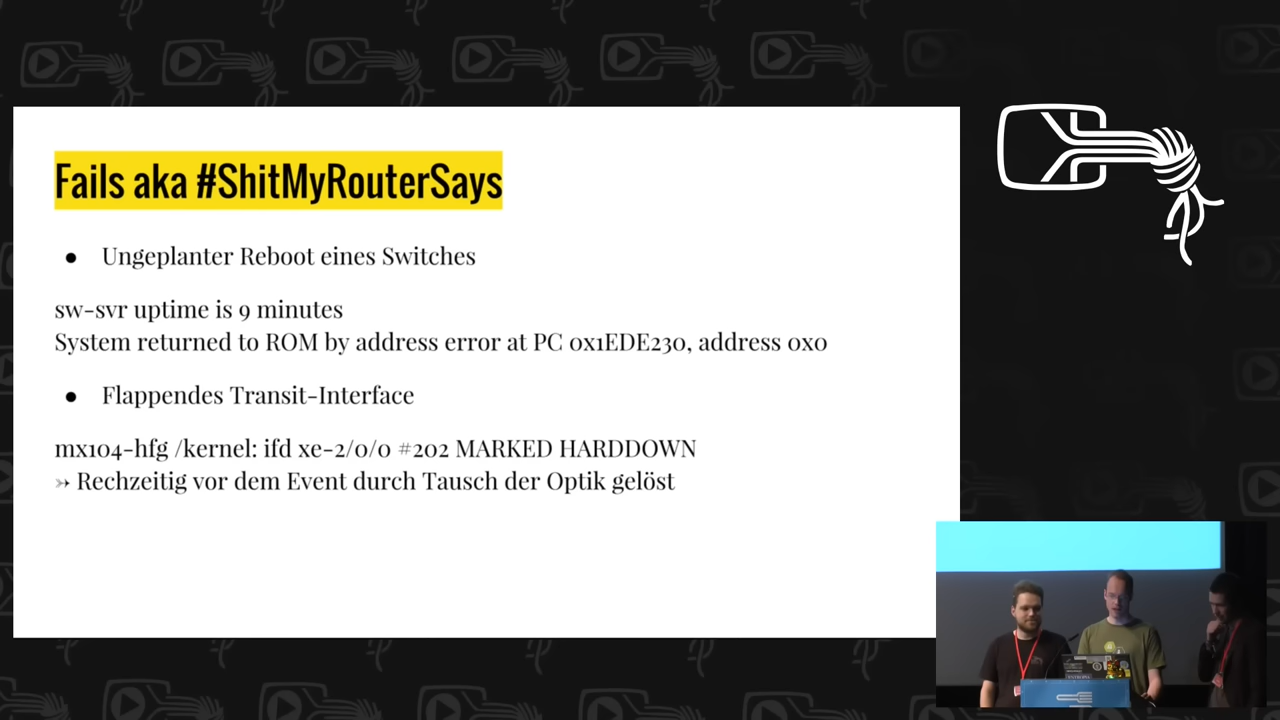 Fails aka #ShitMyRouterSays
● Ungeplanter Reboot eines Switches
sw-svr uptime is 9 minutes
System returned to ROM by address error at PC 0x1EDE230, address 0x0
● Flappendes Transit-Interface
mx104-hfg /kernel: ifd xe-2/0/0 #202 MARKED HARDDOWN
➳ Rechzeitig vor dem Event durch Tausch der Optik gelöst